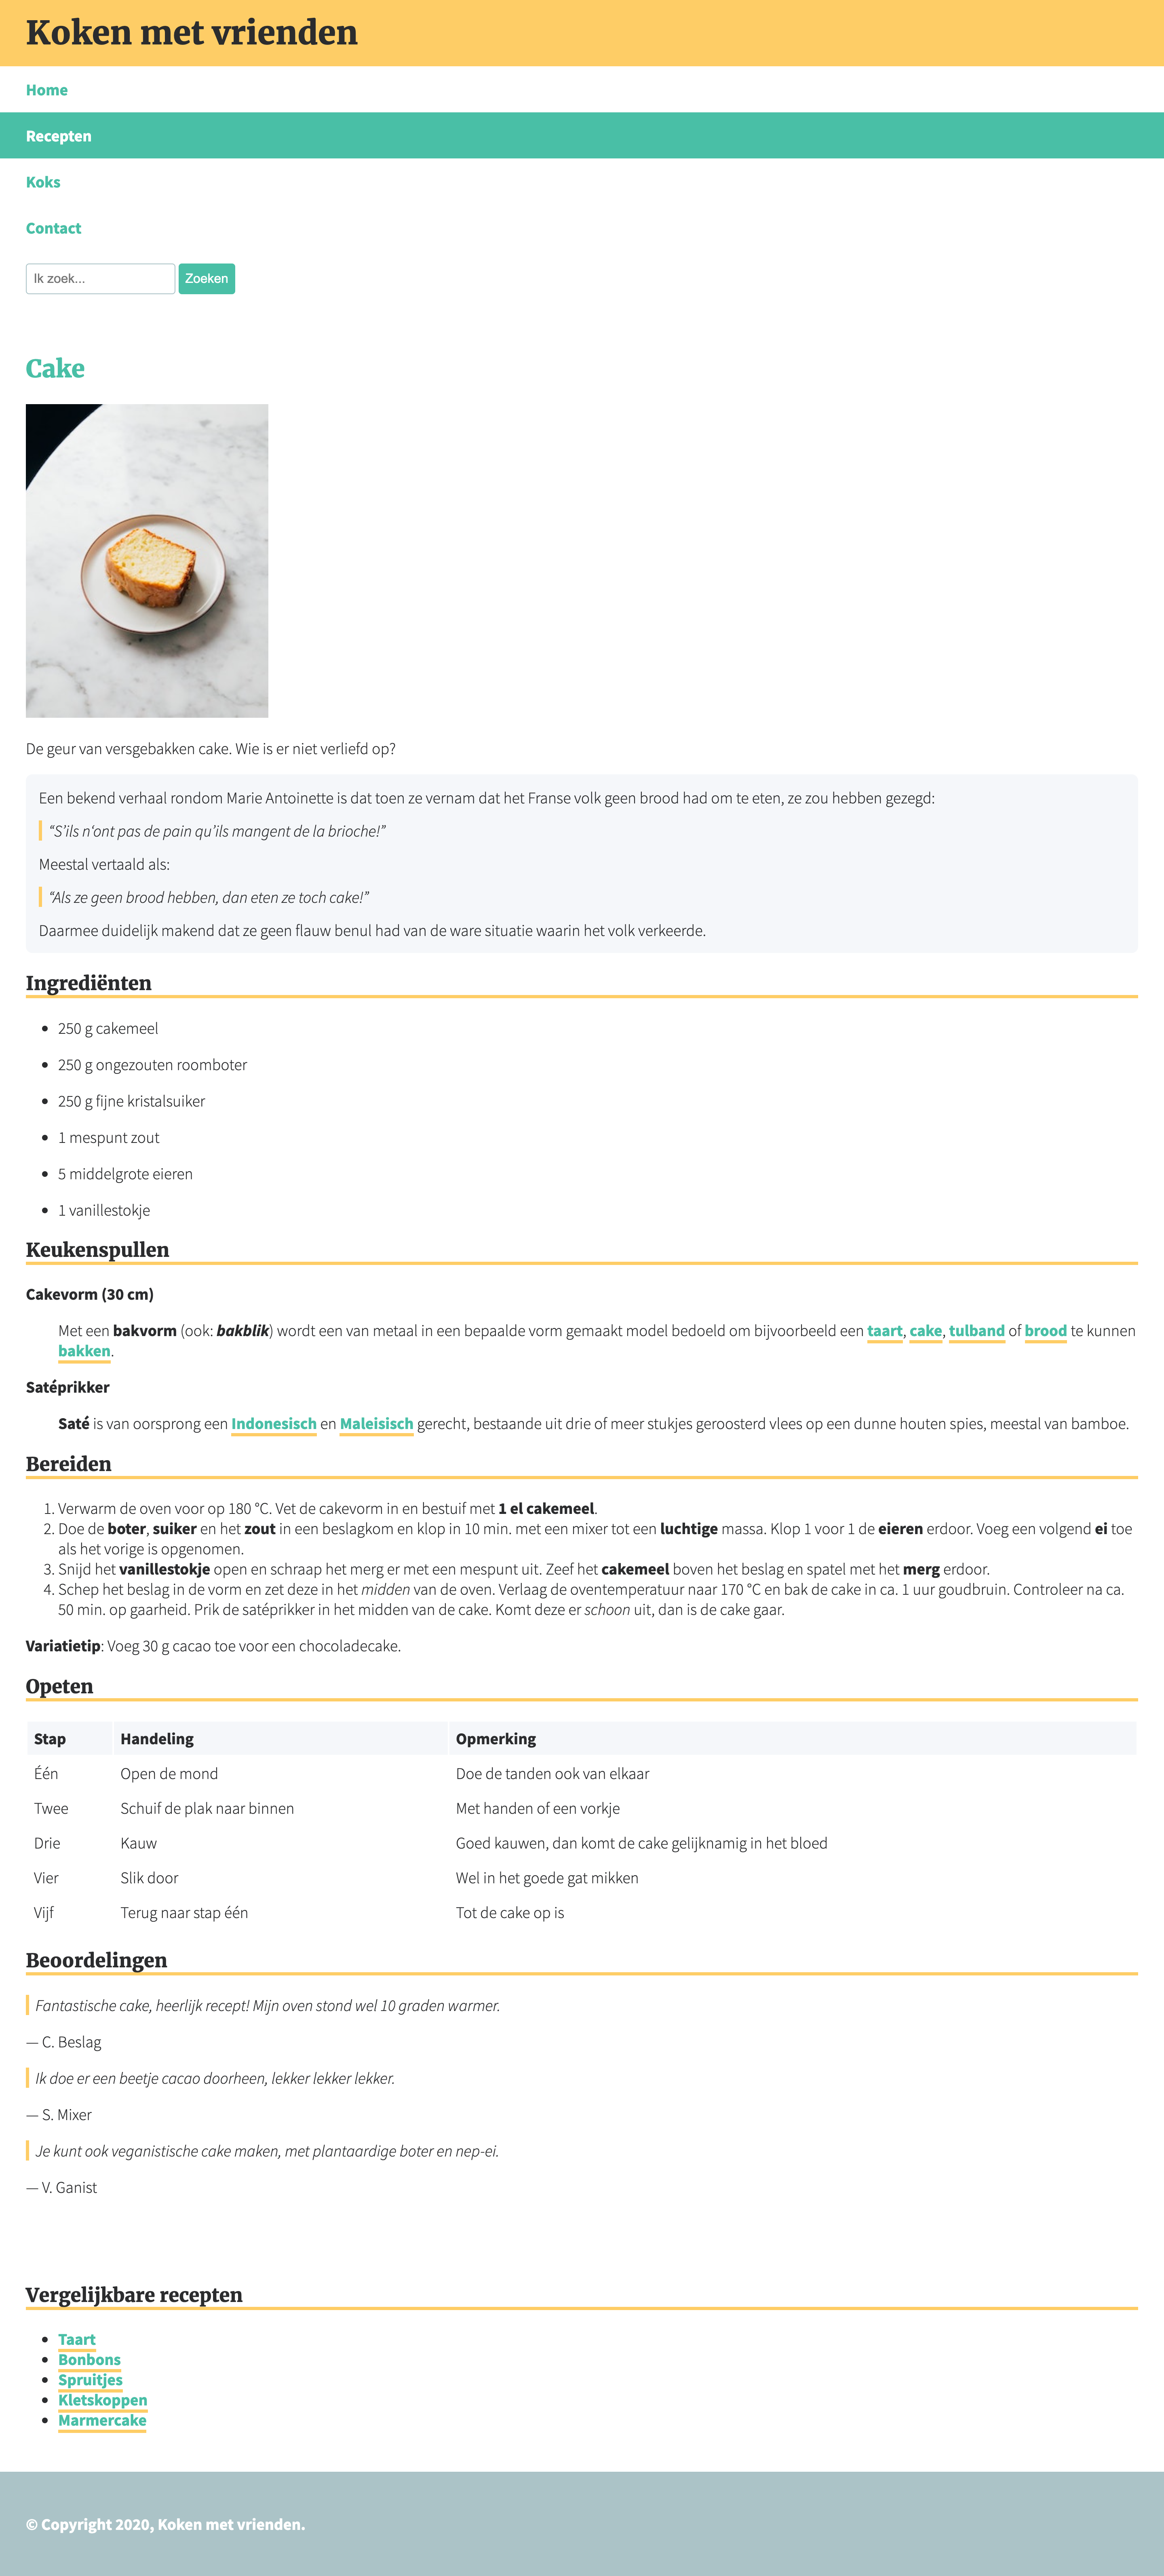 Koken met vrienden
Home
Recepten
Koks
Contact
Ik zoek...
Zoeken
Cake
De geur van versgebakken cake. Wie is er niet verliefd op?
Een bekend verhaal rondom Marie Antoinette is dat toen ze vernam dat het Franse volk geen brood had om te eten, ze zou hebben gezegd:
“S’ils n‘ont pas de pain qu’ils mangent de la brioche!”
Meestal vertaald als:
“Als ze geen brood hebben, dan eten ze toch cake!”
Daarmee duidelijk makend dat ze geen flauw benul had van de ware situatie waarin het volk verkeerde.
Ingrediënten
• 250 g cakemeel
• 250 g ongezouten roomboter
• 250 g fijne kristalsuiker
• 1 mespunt zout
• 5 middelgrote eieren
• 1 vanillestokje
Keukenspullen
Cakevorm (30 cm)
Met een bakvorm (ook: bakblik) wordt een van metaal in een bepaalde vorm gemaakt model bedoeld om bijvoorbeeld een taart, cake, tulband of brood te kunnen
bakken.
Satéprikker
Saté is van oorsprong een Indonesisch en Maleisisch gerecht, bestaande uit drie of meer stukjes geroosterd vlees op een dunne houten spies, meestal van bamboe.
Bereiden
1. Verwarm de oven voor op 180 °C. Vet de cakevorm in en bestuif met 1 el cakemeel.
2. Doe de boter, suiker en het zout in een beslagkom en klop in 10 min. met een mixer tot een luchtige massa. Klop 1 voor 1 de eieren erdoor. Voeg een volgend ei toe
als het vorige is opgenomen.
3. Snijd het vanillestokje open en schraap het merg er met een mespunt uit. Zeef het cakemeel boven het beslag en spatel met het merg erdoor.
4. Schep het beslag in de vorm en zet deze in het midden van de oven. Verlaag de oventemperatuur naar 170 °C en bak de cake in ca. 1 uur goudbruin. Controleer na ca.
50 min. op gaarheid. Prik de satéprikker in het midden van de cake. Komt deze er schoon uit, dan is de cake gaar.
Variatietip: Voeg 30 g cacao toe voor een chocoladecake.
Opeten
Stap Handeling Opmerking
Één Open de mond Doe de tanden ook van elkaar
Twee Schuif de plak naar binnen Met handen of een vorkje
Drie Kauw Goed kauwen, dan komt de cake gelijknamig in het bloed
Vier Slik door Wel in het goede gat mikken
Vijf Terug naar stap één Tot de cake op is
Beoordelingen
Fantastische cake, heerlijk recept! Mijn oven stond wel 10 graden warmer.
— C. Beslag
Ik doe er een beetje cacao doorheen, lekker lekker lekker.
— S. Mixer
Je kunt ook veganistische cake maken, met plantaardige boter en nep-ei.
— V. Ganist
Vergelijkbare recepten
• Taart
• Bonbons
• Spruitjes
• Kletskoppen
• Marmercake
© Copyright 2020, Koken met vrienden.